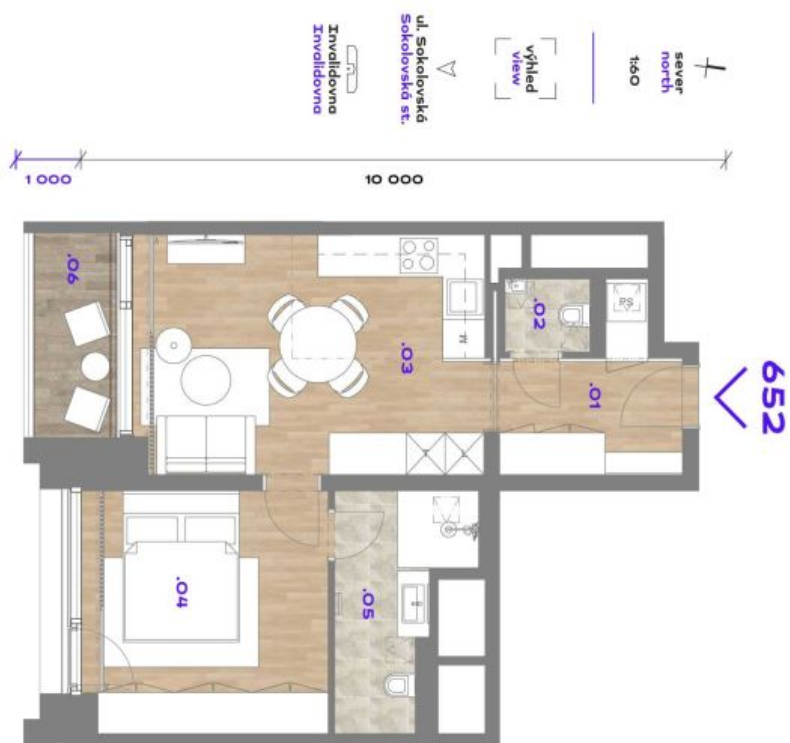 652
sever
north
1:60
výhled
view
ul. Sokolovská
Sokolovská st.
Invalidovna
Invalidovna
10 000
1 000
.01
.02
.03
.04
.05
.06
PS